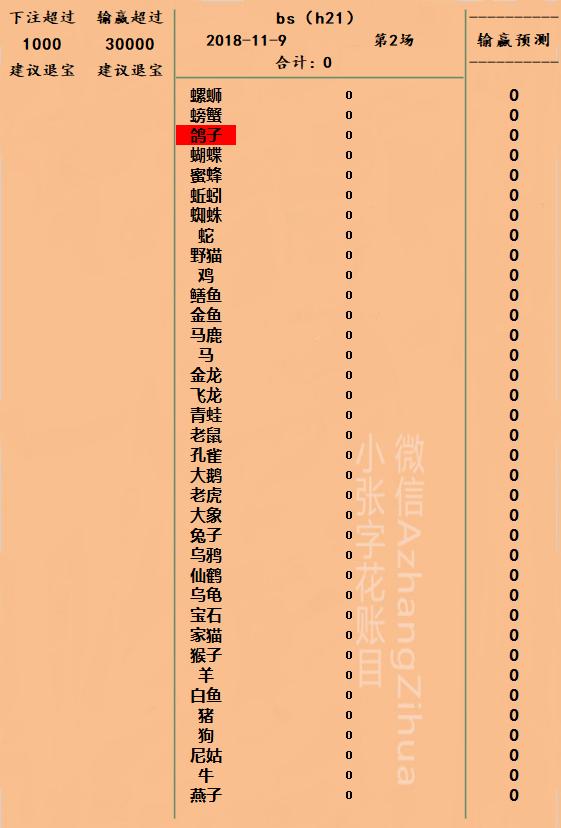 下注超过 输赢超过
1000 30000
建议退宝 建议退宝
bs（h21）
2018-11-9 第2场
合计：0
-----------
输赢预测
-----------
螺蛳 0 0
螃蟹 0 0
鸽子 0 0
蝴蝶 0 0
蜜蜂 0 0
蚯蚓 0 0
蜘蛛 0 0
蛇 0 0
野猫 0 0
鸡 0 0
鳝鱼 0 0
金鱼 0 0
马鹿 0 0
马 0 0
金龙 0 0
飞龙 0 0
青蛙 0 0
老鼠 0 0
孔雀 0 0
大鹅 0 0
老虎 0 0
大象 0 0
兔子 0 0
乌鸦 0 0
仙鹤 0 0
乌龟 0 0
宝石 0 0
家猫 0 0
猴子 0 0
羊 0 0
白鱼 0 0
猪 0 0
狗 0 0
尼姑 0 0
牛 0 0
燕子 0 0
微信AzhangZihua
小张字花账目